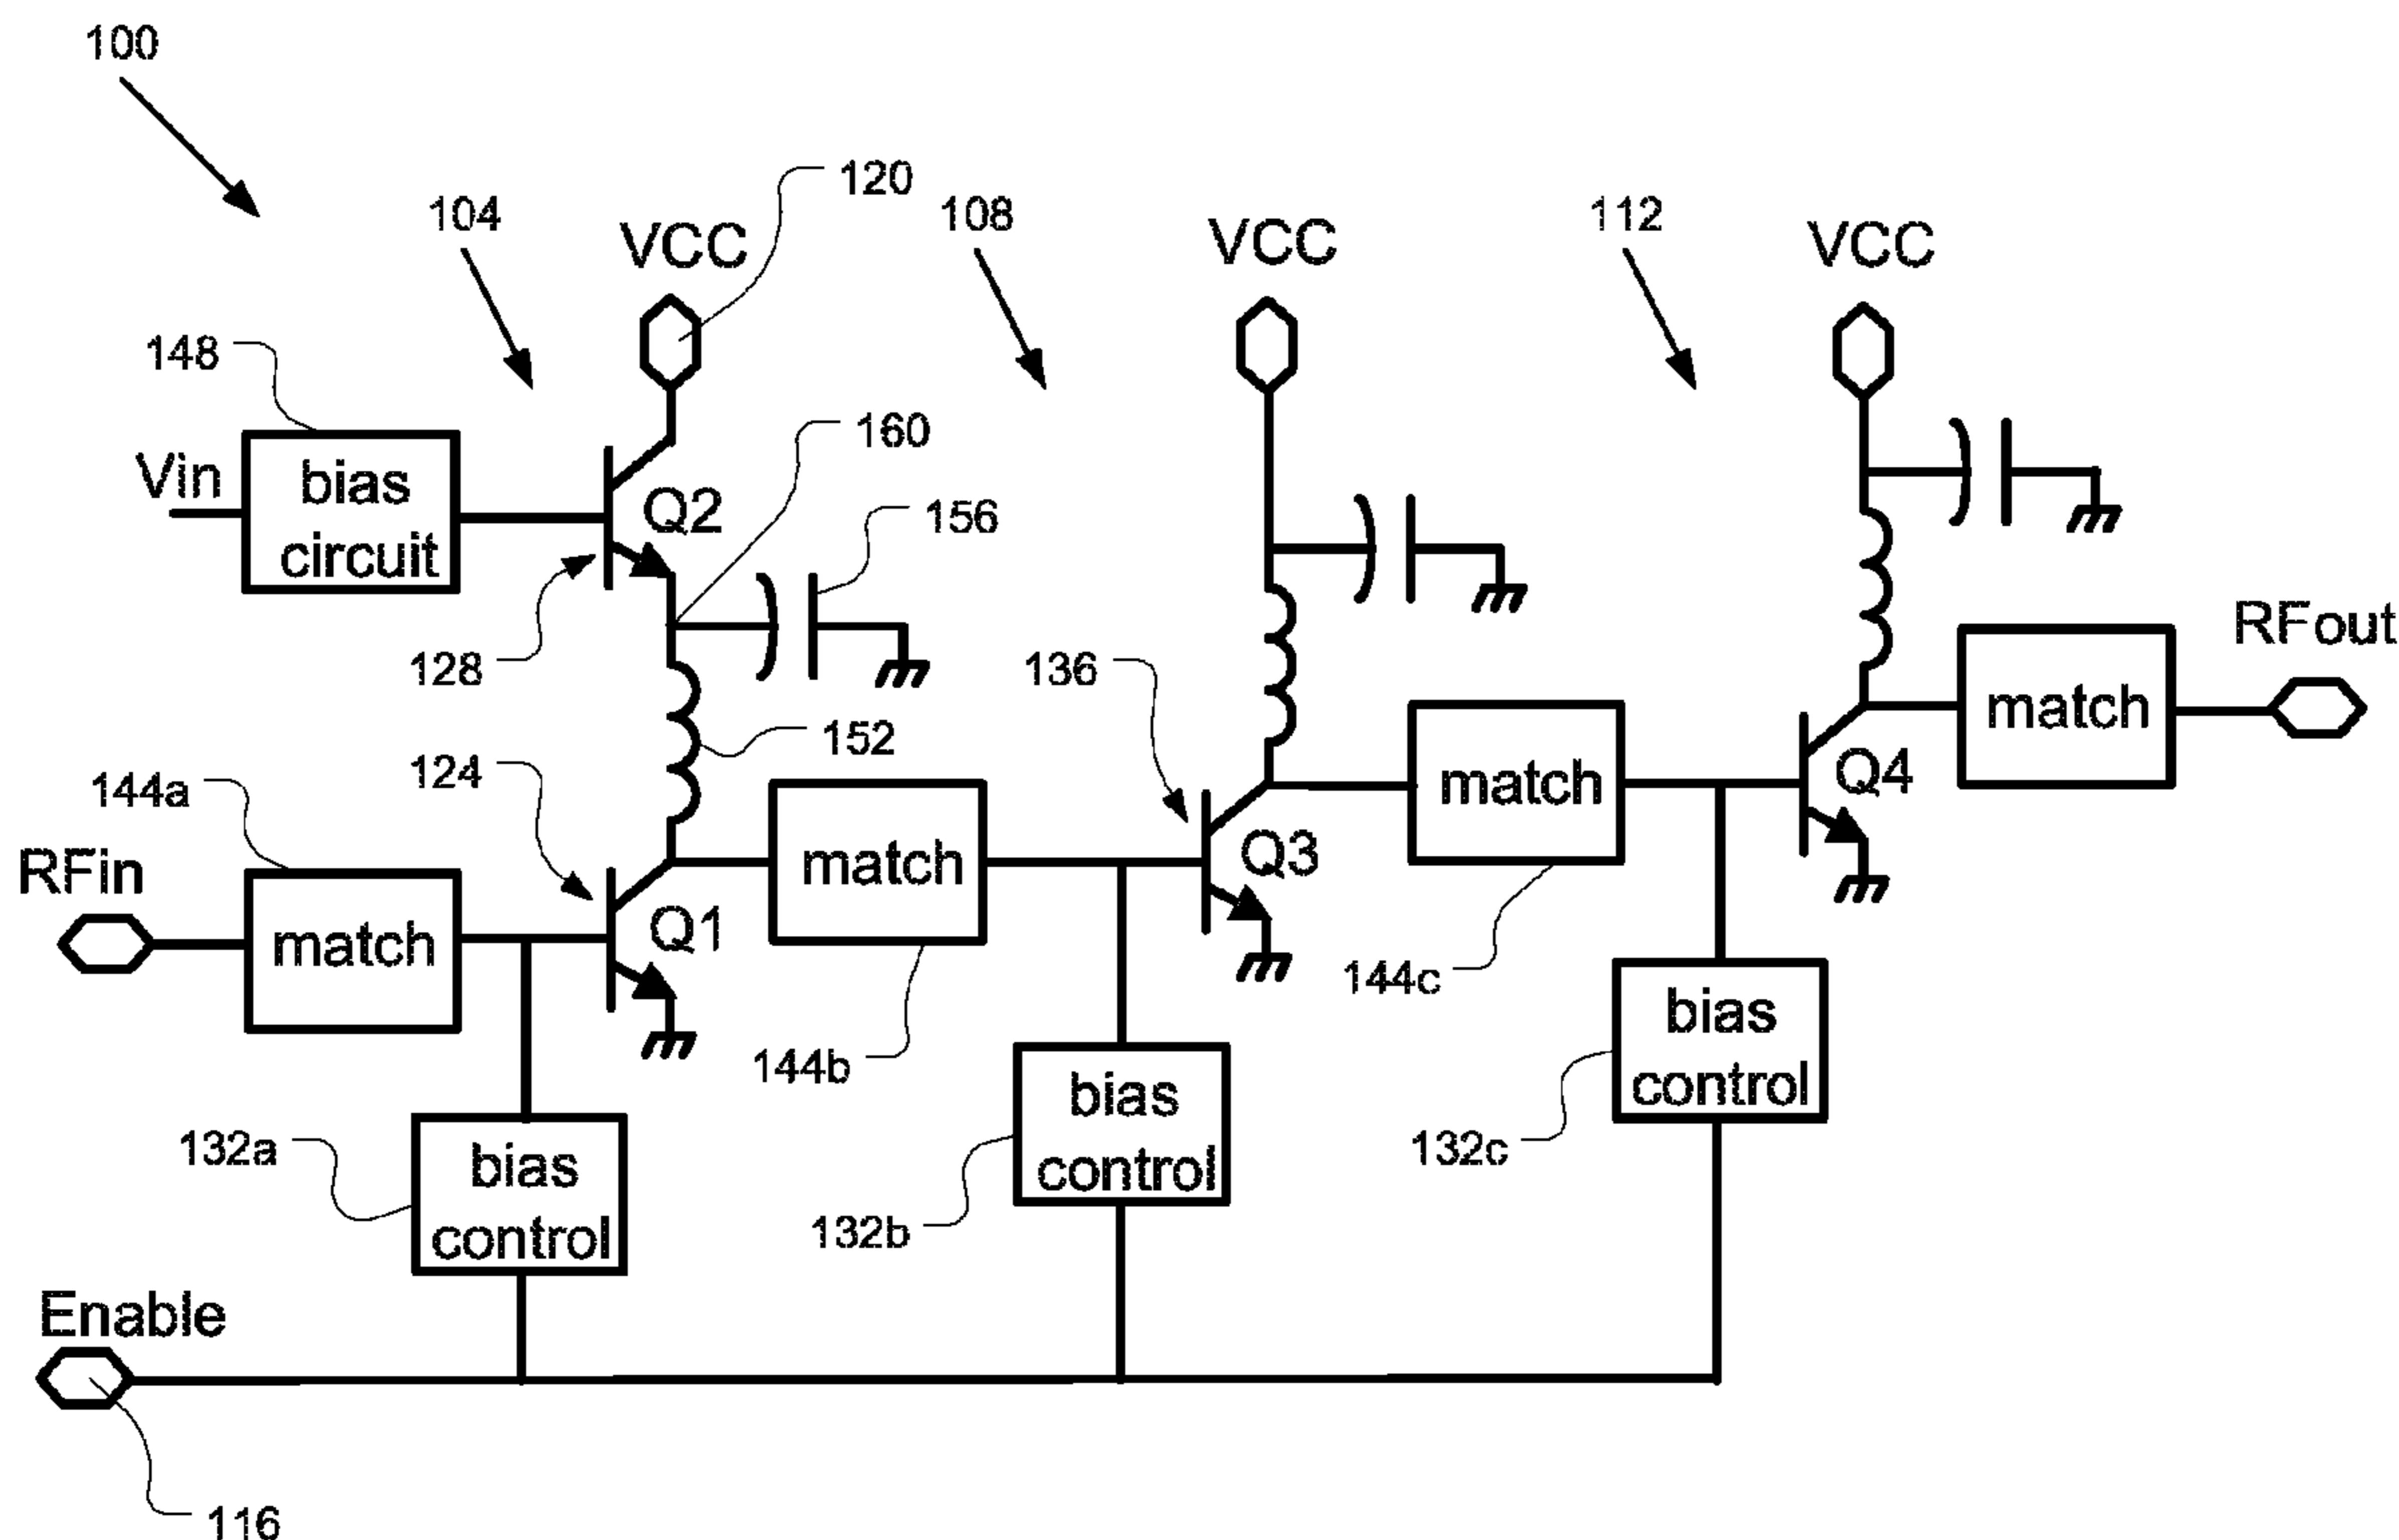 100
120
104
VCC
108
VCC
112
VCC
148
160
Vin
bias
circuit
Q2
156
128
136
RFout
match
152
124
144a
match
match
Q4
RFin
match
Q1
Q3
144c
144b
bias
control
bias
control
132a
bias
control
132b
132c
Enable
116